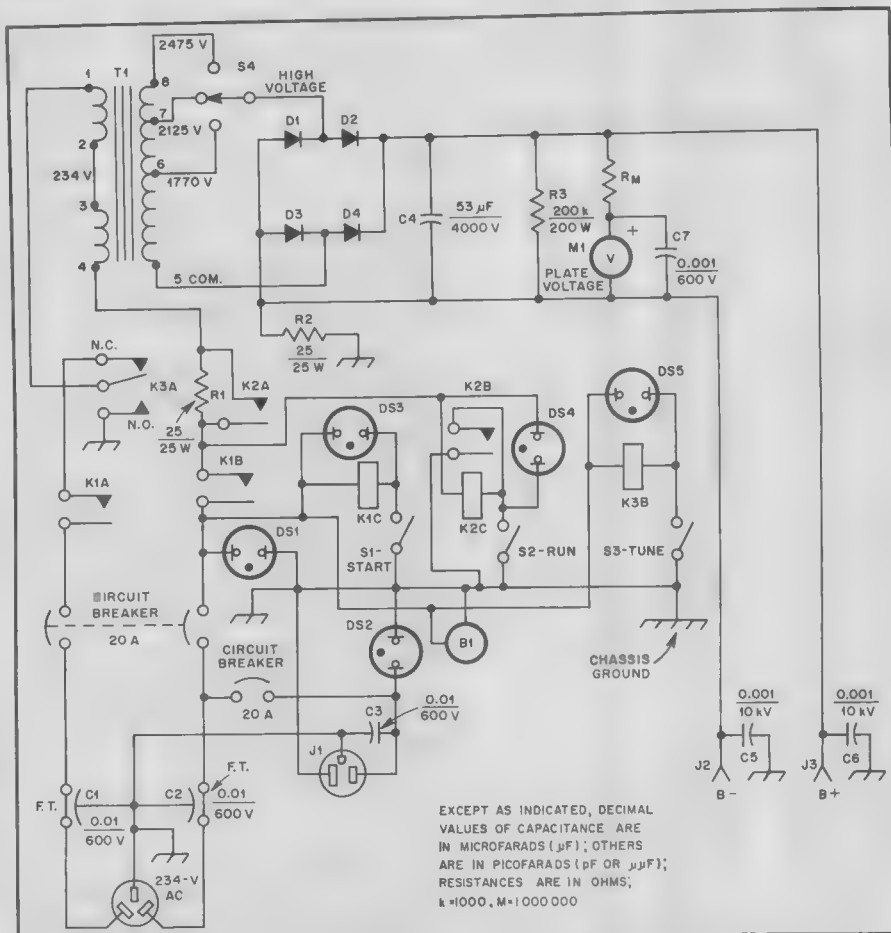 2475 V
S4
1
T1
8
HIGH
VOLTAGE
7
2125 V
D1
D2
2
6
234 V
1770 V
3
R3
RM
53 µF
4000 V
200 k
200 W
C4
D3
D4
M1
+
C7
V
0.001
600 V
4
5 COM.
PLATE
VOLTAGE
R2
N.C.
25
25 W
DS5
K3A
K2A
K2B
R1
DS3
DS4
N.O.
25
25 W
K1B
K1A
K1C
K2C
K3B
DS1
S1-
START
S2-RUN
S3-TUNE
CIRCUIT
BREAKER
20 A
DS2
B1
CIRCUIT
BREAKER
CHASSIS
GROUND
20 A
C3
0.01
600 V
0.001
10 kV
0.001
10 kV
J1
F.T.
C1
C2
0.01
600 V
F.T.
0.01
600 V
J2
C5
J3
C6
B-
B+
234-V
AC
EXCEPT AS INDICATED, DECIMAL
VALUES OF CAPACITANCE ARE
IN MICROFARADS (µF); OTHERS
ARE IN PICOFARADS (pF OR µµF);
RESISTANCES ARE IN OHMS;
k=1000, M=1000000